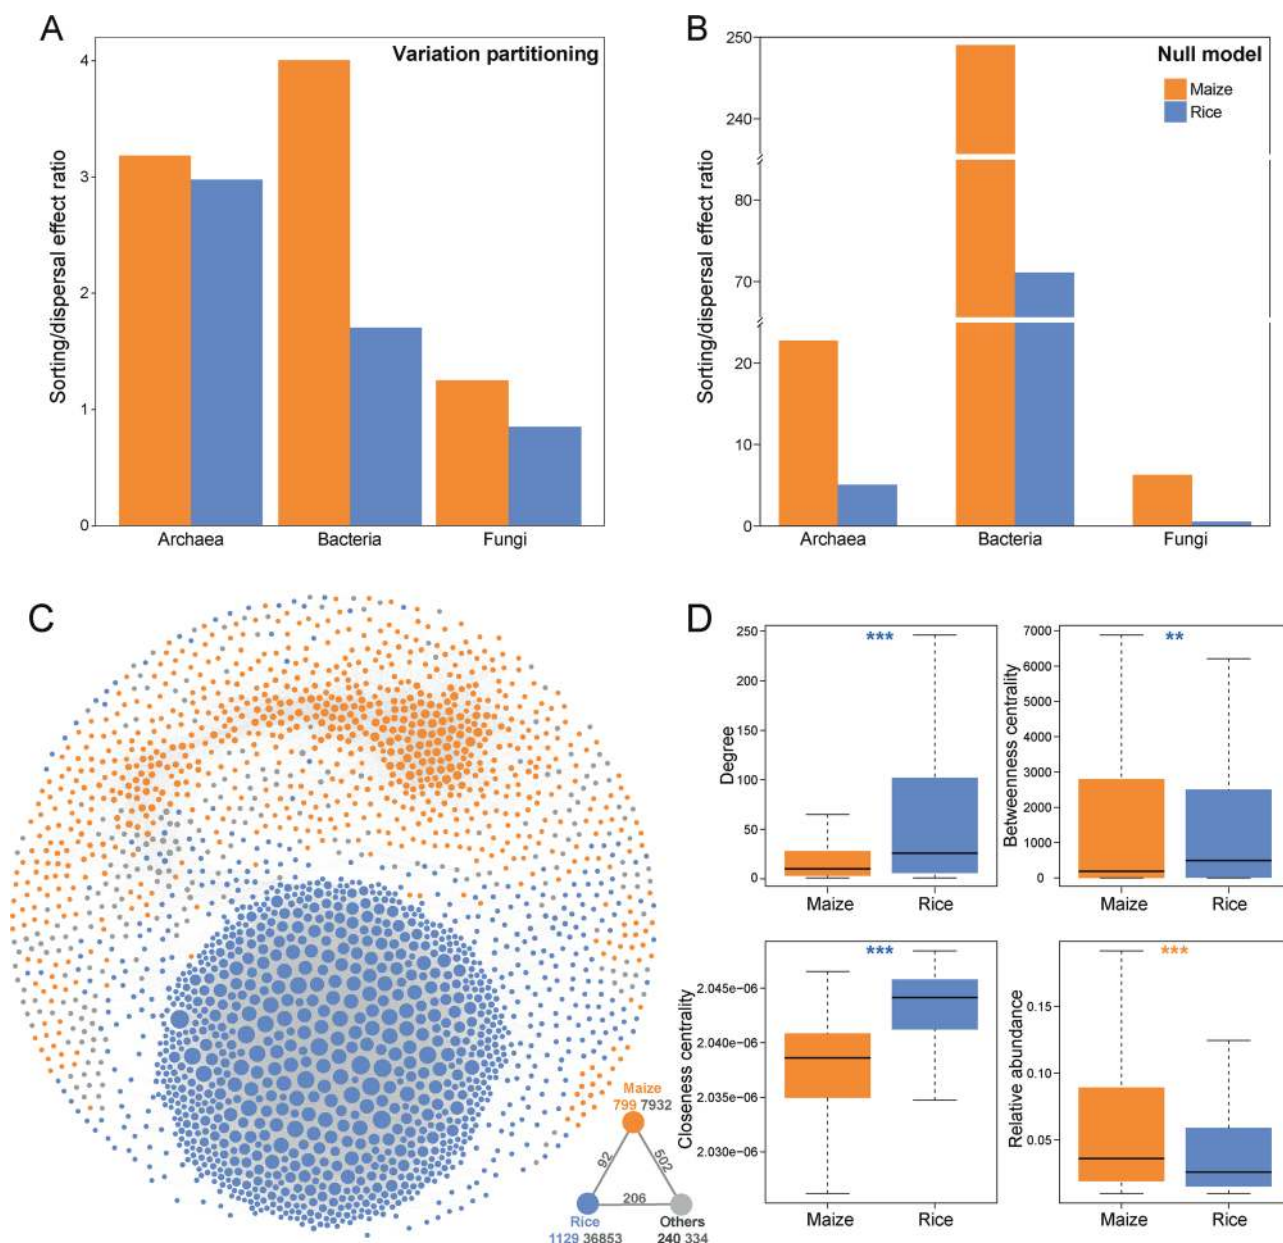 A
Variation partitioning
Sorting/dispersal effect ratio
4
3
2
1
0
Archaea
Bacteria
Fungi
B
Null model
Maize
Rice
Sorting/dispersal effect ratio
250
240
80
70
20
10
0
Archaea
Bacteria
Fungi
C
Maize
799 7932
92
502
206
Rice
1129 36853
Others
240 334
D
***
Degree
250
200
150
100
50
0
Maize
Rice
**
Betweenness centrality
7000
6000
5000
4000
3000
2000
1000
0
Maize
Rice
***
Closeness centrality
2.045e−06
2.040e−06
2.035e−06
2.030e−06
Maize
Rice
***
Relative abundance
0.15
0.10
0.05
Maize
Rice